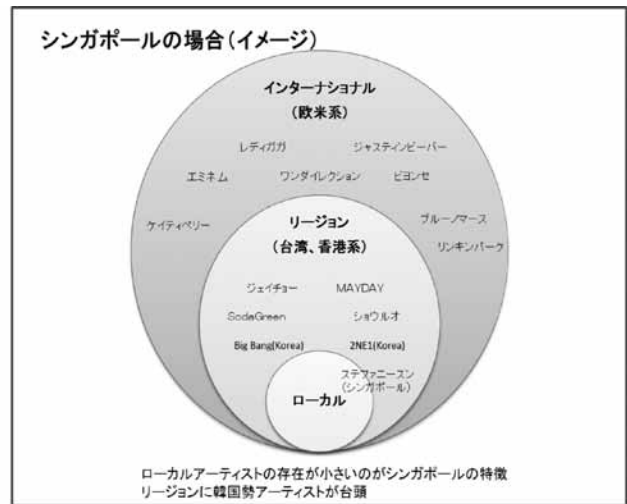 シンガポールの場合(イメージ)
インターナショナル
(欧米系)
レディガガ ジャスティンビーバー
エミネム ワンダイレクション ビヨンセ
ケイティペリー ブルーノマース
リンキンパーク
リージョン
(台湾、香港系)
ジェイチョー MAYDAY
SodaGreen ショウルオ
Big Bang(Korea) 2NE1(Korea)
ステファニースン
(シンガポール)
ローカル
ローカルアーティストの存在が小さいのがシンガポールの特徴
リージョンに韓国勢アーティストが台頭